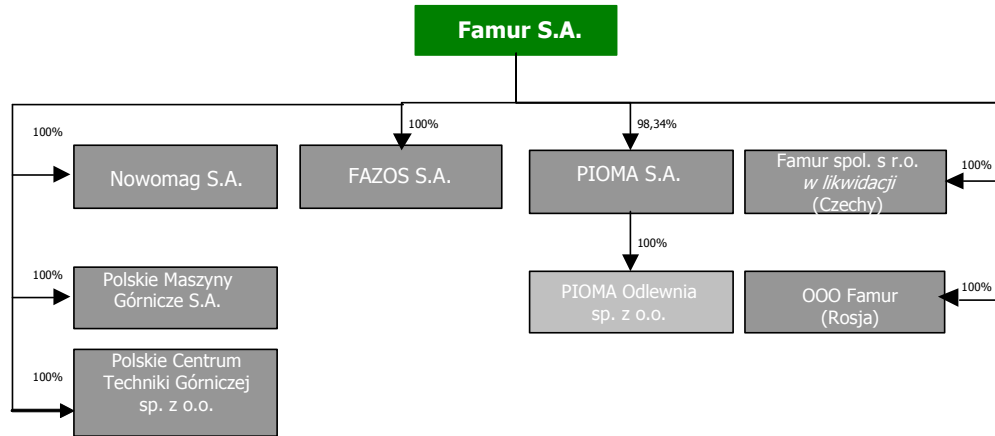 Famur S.A.
100%
100%
98,34%
Nowomag S.A.
FAZOS S.A.
PIOMA S.A.
Famur spol. s r.o.
w likwidacji
(Czechy)
100%
100%
100%
Polskie Maszyny
Górnicze S.A.
PIOMA Odlewnia
sp. z o.o.
OOO Famur
(Rosja)
100%
100%
Polskie Centrum
Techniki Górniczej
sp. z o.o.